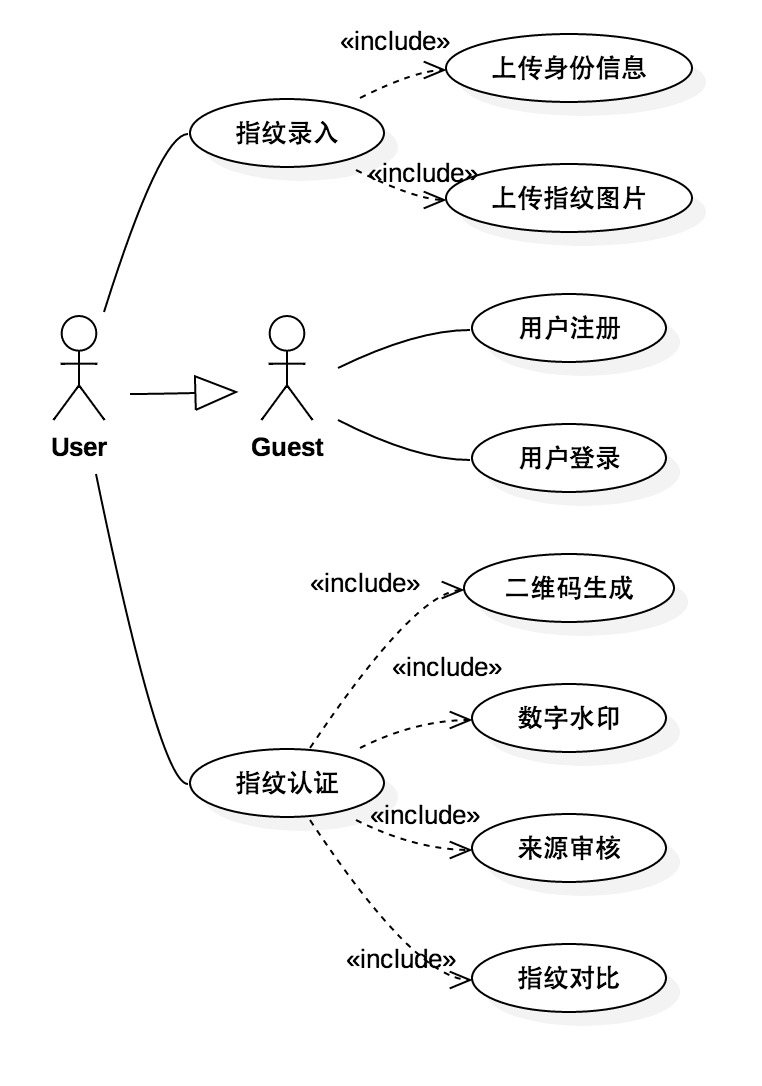 «include»
上传身份信息
指纹录入
«include»
上传指纹图片
用户注册
User
Guest
用户登录
«include»
二维码生成
«include»
数字水印
指纹认证
«include»
来源审核
«include»
指纹对比